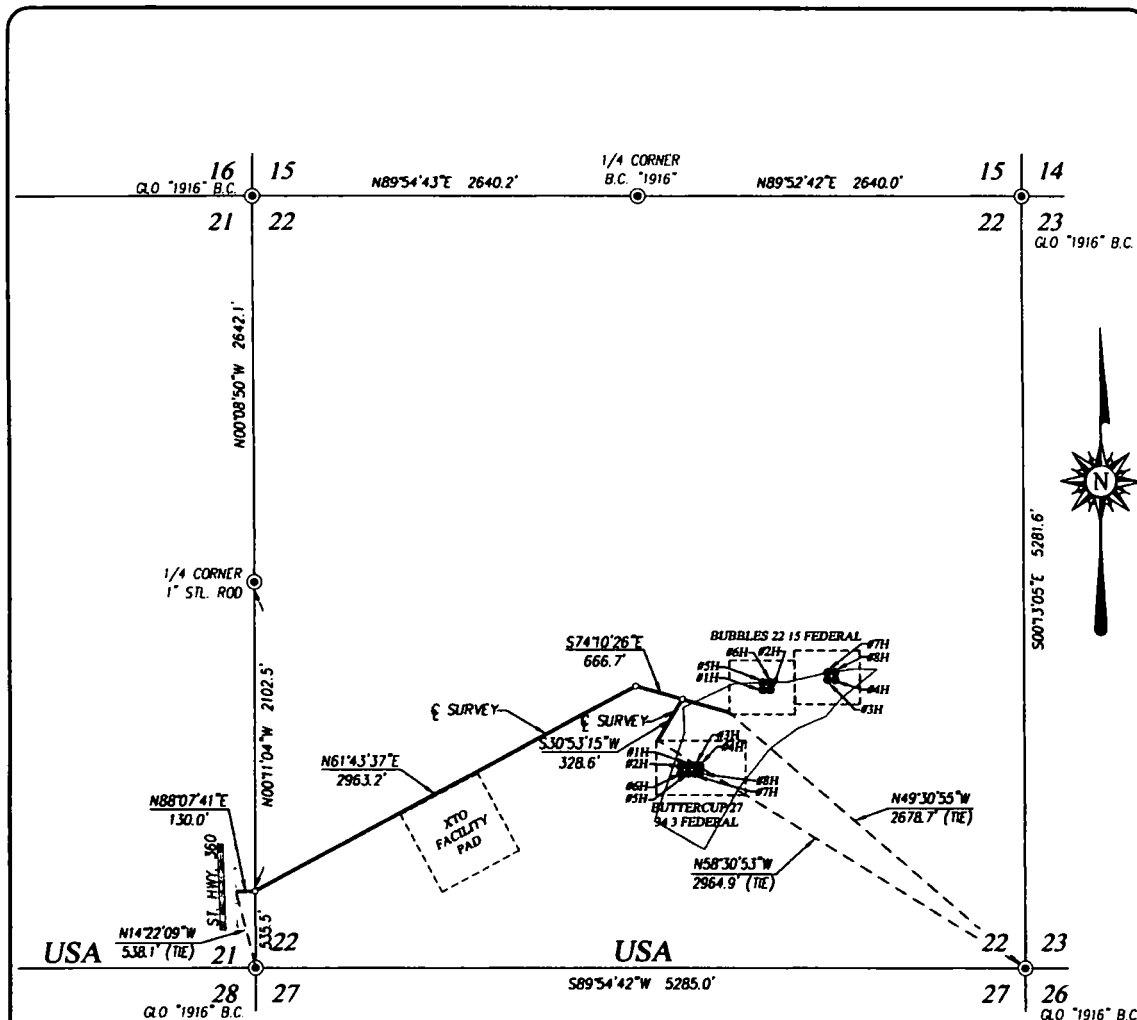 16 15
GLO "1916" B.C.
21 22
N89°54'43"E 2640.2'
1/4 CORNER
B.C. "1916"
N89°52'42"E 2640.0'
15 14
22 23
GLO "1916" B.C.
N00°08'50"W 2642.1'
N
1/4 CORNER
1" STL. ROD
S00°13'05"E 5281.6'
S74°10'26"E
666.7'
BUBBLES 22 15 FEDERAL
#6H #2H
#5H
#1H
#7H
#8H
#4H
#3H
℄ SURVEY
℄ SURVEY
S30°53'15"W
328.6'
N00°11'04"W 2102.5'
N61°43'37"E
2963.2'
#3H
#1H #4H
#2H
#6H #8H
#5H #7H
BUTTERCUP 27
34 3 FEDERAL
N88°07'41"E
130.0'
XTO
FACILITY
PAD
N49°30'55"W
2678.7' (TIE)
N58°30'53"W
2964.9' (TIE)
ST. HWY. 360
N14°22'09"W
538.1' (TIE)
535.5'
USA 21 22
USA
22 23
28 27
S89°54'42"W 5285.0'
27 26
GLO "1916" B.C.
GLO "1916" B.C.